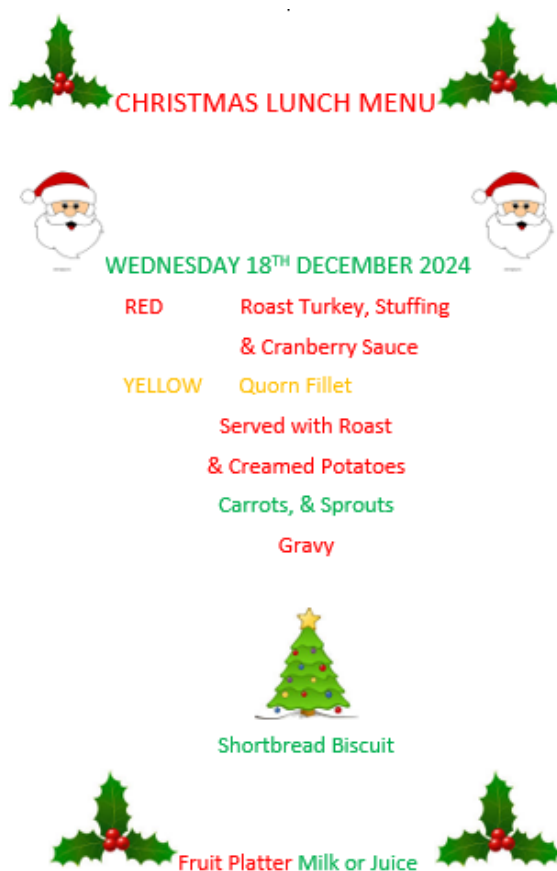 CHRISTMAS LUNCH MENU
WEDNESDAY 18TH DECEMBER 2024
RED Roast Turkey, Stuffing
& Cranberry Sauce
YELLOW Quorn Fillet
Served with Roast
& Creamed Potatoes
Carrots, & Sprouts
Gravy
Shortbread Biscuit
Fruit Platter Milk or Juice